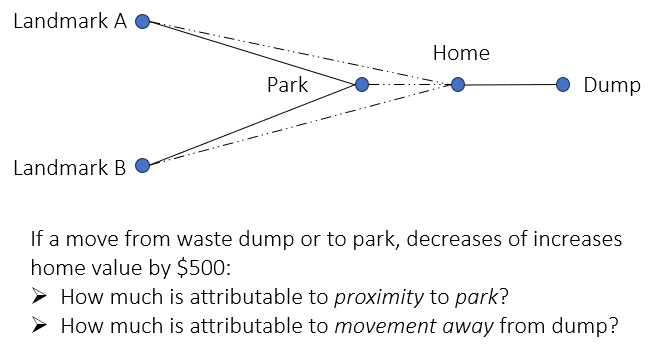 Landmark A
Home
Park
Dump
Landmark B
If a move from waste dump or to park, decreases of increases
home value by $500:
➤ How much is attributable to proximity to park?
➤ How much is attributable to movement away from dump?